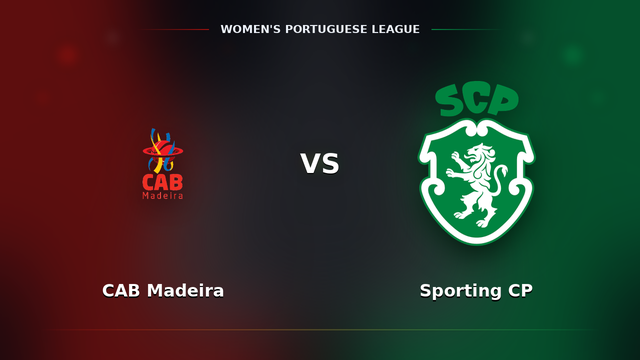 WOMEN'S PORTUGUESE LEAGUE
SCP
CAB
Madeira
VS
CAB Madeira
Sporting CP